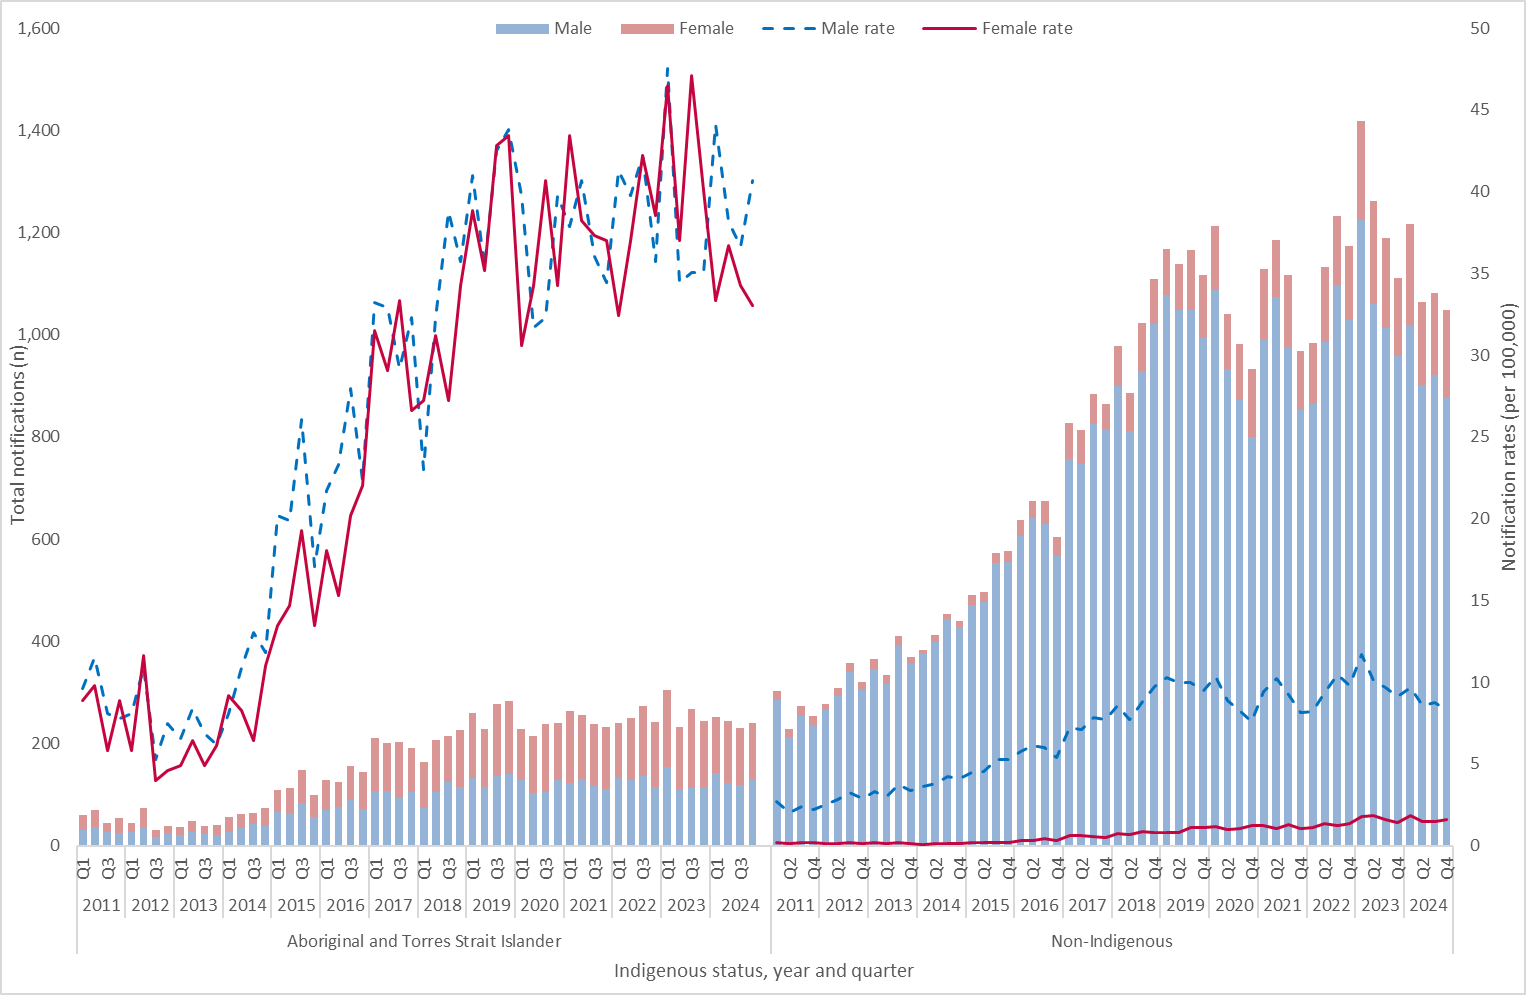 Male Female Male rate Female rate
1,600
1,400
1,200
1,000
800
600
400
200
0
Total notifications (n)
50
45
40
35
30
25
20
15
10
5
0
Notification rates (per 100,000)
Q1 Q3 Q1 Q3 Q1 Q3 Q1 Q3 Q1 Q3 Q1 Q3 Q1 Q3 Q1 Q3 Q1 Q3 Q1 Q3 Q1 Q3 Q1 Q3 Q1 Q3 Q1 Q3 Q2 Q4 Q2 Q4 Q2 Q4 Q2 Q4 Q2 Q4 Q2 Q4 Q2 Q4 Q2 Q4 Q2 Q4 Q2 Q4 Q2 Q4 Q2 Q4 Q2 Q4 Q2 Q4
2011 2012 2013 2014 2015 2016 2017 2018 2019 2020 2021 2022 2023 2024 2011 2012 2013 2014 2015 2016 2017 2018 2019 2020 2021 2022 2023 2024
Aboriginal and Torres Strait Islander Non-Indigenous
Indigenous status, year and quarter